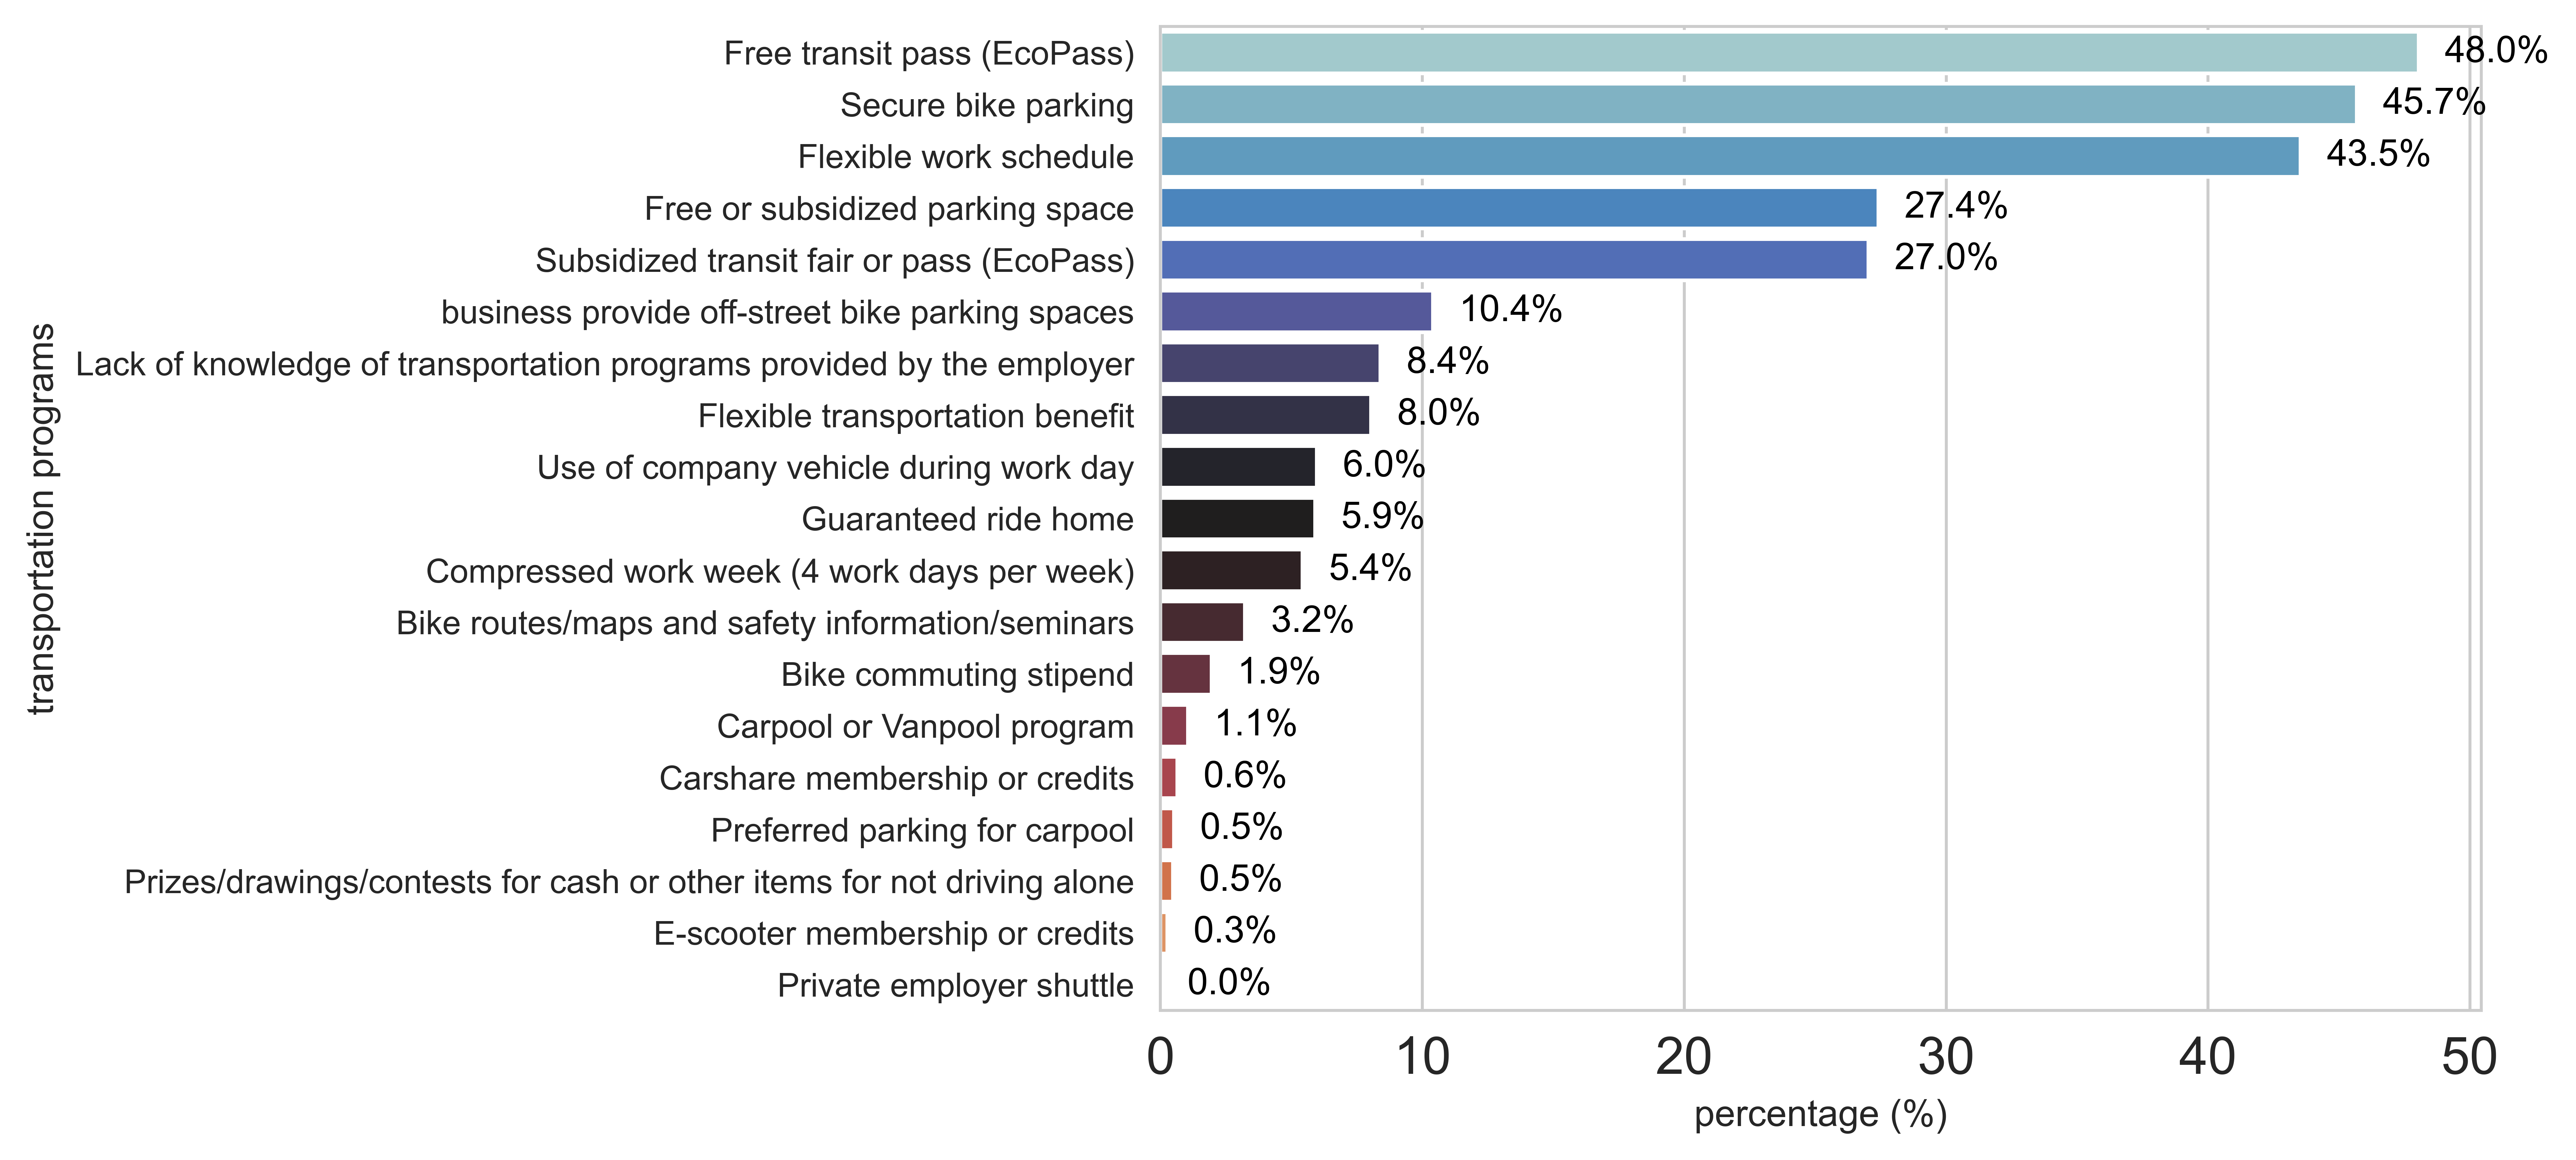 Free transit pass (EcoPass) 48.0%
Secure bike parking 45.7%
Flexible work schedule 43.5%
Free or subsidized parking space 27.4%
Subsidized transit fair or pass (EcoPass) 27.0%
business provide off-street bike parking spaces 10.4%
Lack of knowledge of transportation programs provided by the employer 8.4%
Flexible transportation benefit 8.0%
Use of company vehicle during work day 6.0%
Guaranteed ride home 5.9%
Compressed work week (4 work days per week) 5.4%
Bike routes/maps and safety information/seminars 3.2%
Bike commuting stipend 1.9%
Carpool or Vanpool program 1.1%
Carshare membership or credits 0.6%
Preferred parking for carpool 0.5%
Prizes/drawings/contests for cash or other items for not driving alone 0.5%
E-scooter membership or credits 0.3%
Private employer shuttle 0.0%
transportation programs
0 10 20 30 40 50
percentage (%)